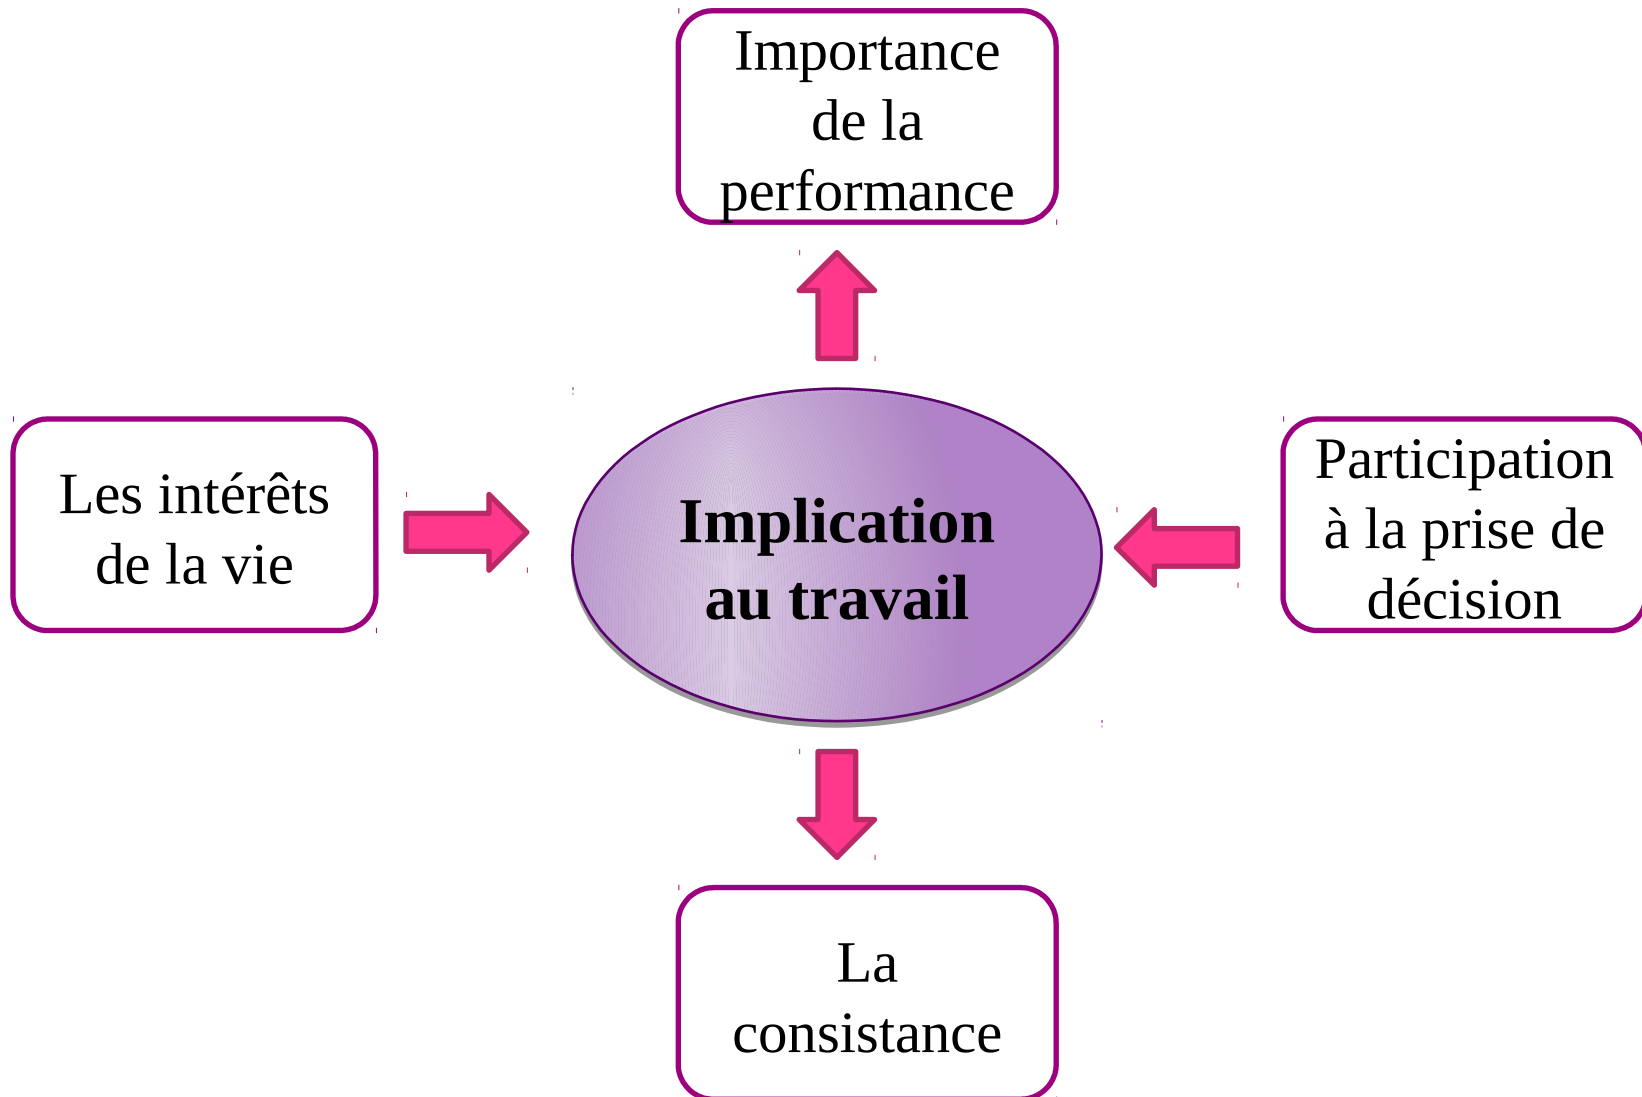 Importance
de la
performance
Les intérêts
de la vie
Implication
au travail
Participation
à la prise de
décision
La
consistance